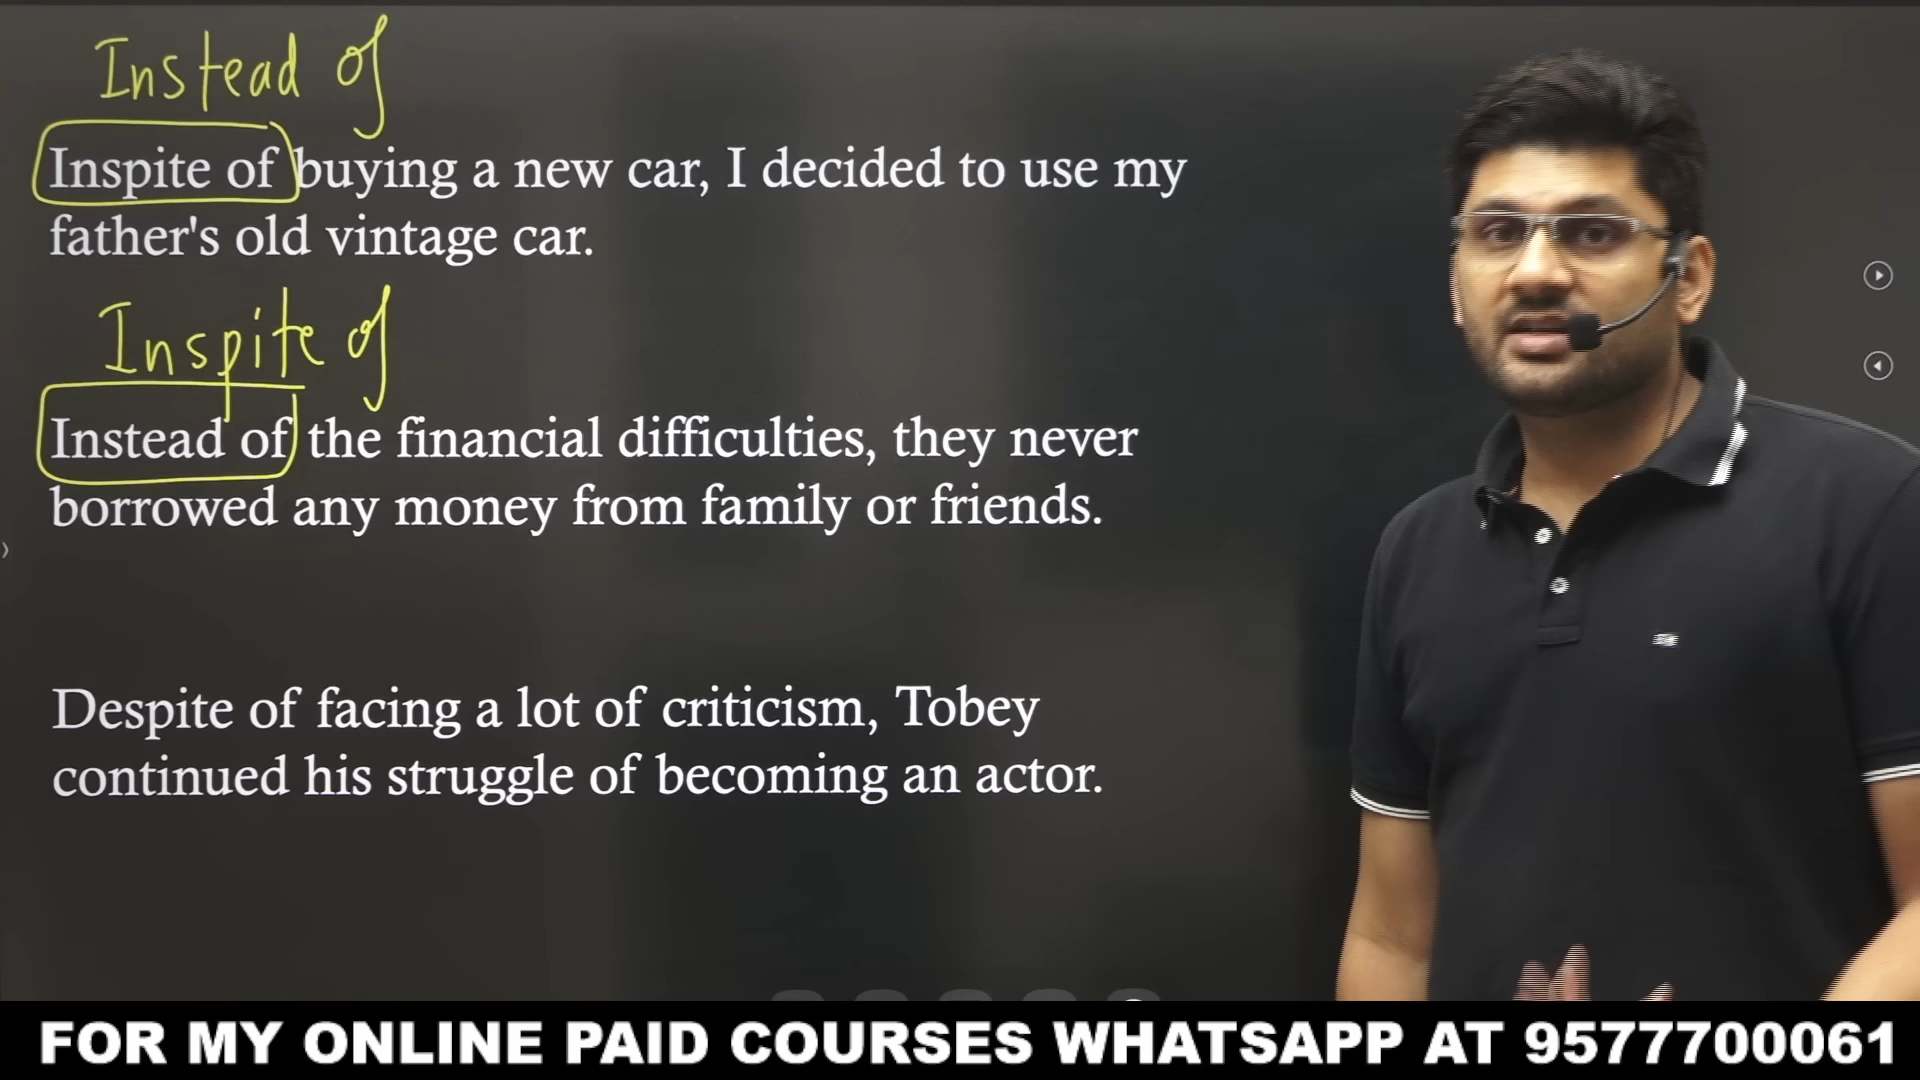 Instead of
Inspite of buying a new car, I decided to use my
father's old vintage car.
Inspite of
Instead of the financial difficulties, they never
borrowed any money from family or friends.
Despite of facing a lot of criticism, Tobey
continued his struggle of becoming an actor.
FOR MY ONLINE PAID COURSES WHATSAPP AT 9577700061